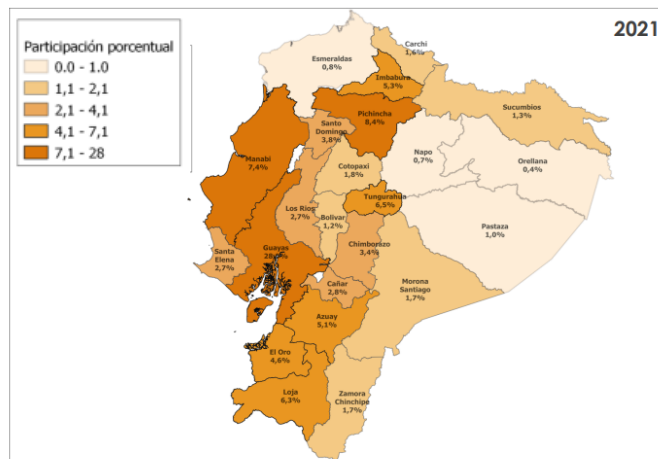 2021
Participación porcentual
0.0 - 1.0
1,1 - 2,1
2,1 - 4,1
4,1 - 7,1
7,1 - 28
Carchi
1,6%
Esmeraldas
0,8%
Imbabura
5,3%
Sucumbios
1,3%
Pichincha
8,4%
Santo
Domingo
3,8%
Manabí
7,4%
Napo
0,7%
Orellana
0,4%
Cotopaxi
1,8%
Tungurahua
6,5%
Los Ríos
2,7%
Bolívar
1,2%
Pastaza
1,0%
Chimborazo
3,4%
Santa
Elena
2,7%
Guayas
Cañar
2,8%
Morona
Santiago
1,7%
Azuay
5,1%
El Oro
4,6%
Loja
6,3%
Zamora
Chinchipe
1,7%